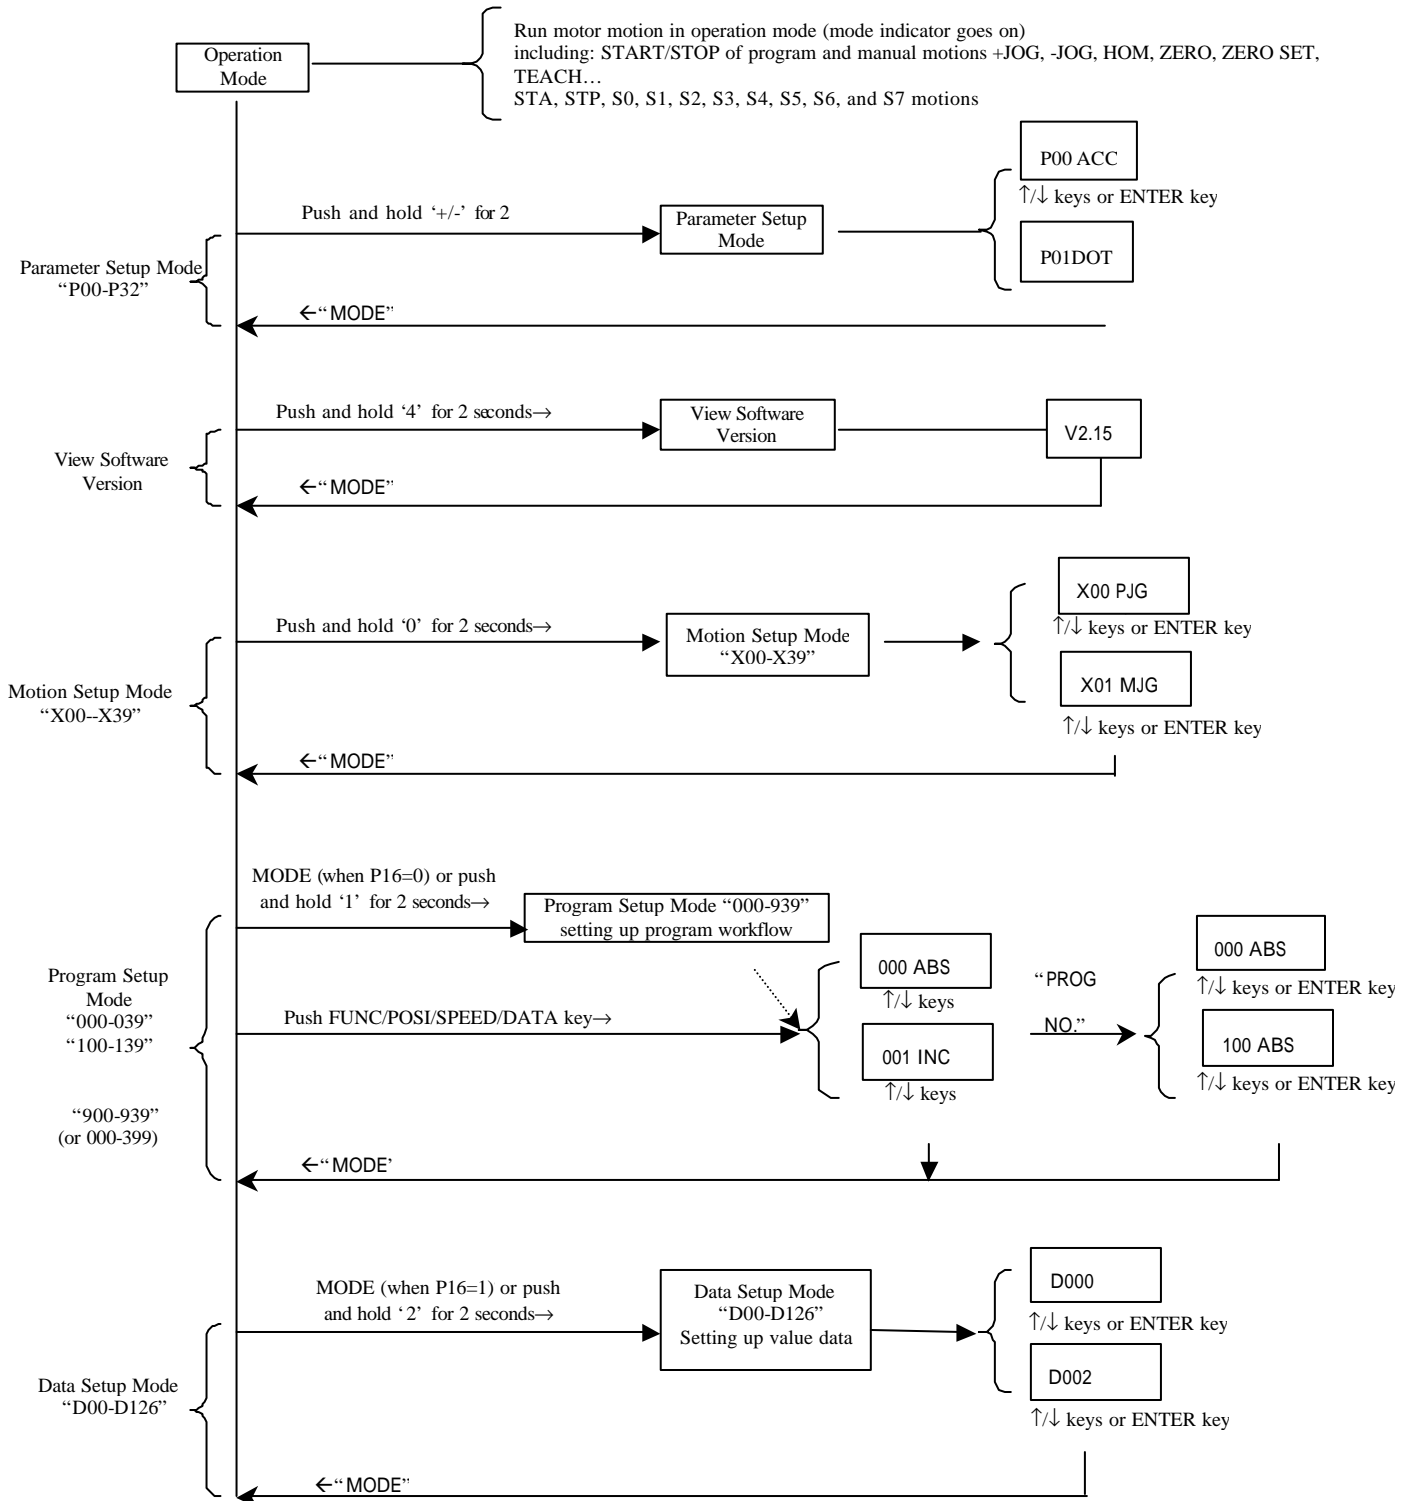 Operation
Mode
Run motor motion in operation mode (mode indicator goes on)
including: START/STOP of program and manual motions +JOG, -JOG, HOM, ZERO, ZERO SET,
TEACH…
STA, STP, S0, S1, S2, S3, S4, S5, S6, and S7 motions
P00 ACC
↑/↓ keys or ENTER key
Push and hold ‘+/-’ for 2
Parameter Setup
Mode
P01DOT
Parameter Setup Mode
“P00-P32”
←“MODE”
Push and hold ‘4’ for 2 seconds→
View Software
Version
V2.15
View Software
Version
←“MODE”
X00 PJG
↑/↓ keys or ENTER key
Push and hold ‘0’ for 2 seconds→
Motion Setup Mode
“X00-X39”
X01 MJG
↑/↓ keys or ENTER key
Motion Setup Mode
“X00--X39”
←“MODE”
MODE (when P16=0) or push
and hold ‘1’ for 2 seconds→
Program Setup Mode “000-939”
setting up program workflow
000 ABS
↑/↓ keys
“PROG
NO.”
000 ABS
↑/↓ keys or ENTER key
Push FUNC/POSI/SPEED/DATA key→
001 INC
↑/↓ keys
100 ABS
↑/↓ keys or ENTER key
Program Setup
Mode
“000-039”
“100-139”
“900-939”
(or 000-399)
←“MODE’
MODE (when P16=1) or push
and hold ‘2’ for 2 seconds→
Data Setup Mode
“D00-D126”
Setting up value data
D000
↑/↓ keys or ENTER key
D002
↑/↓ keys or ENTER key
Data Setup Mode
“D00-D126”
←“MODE”